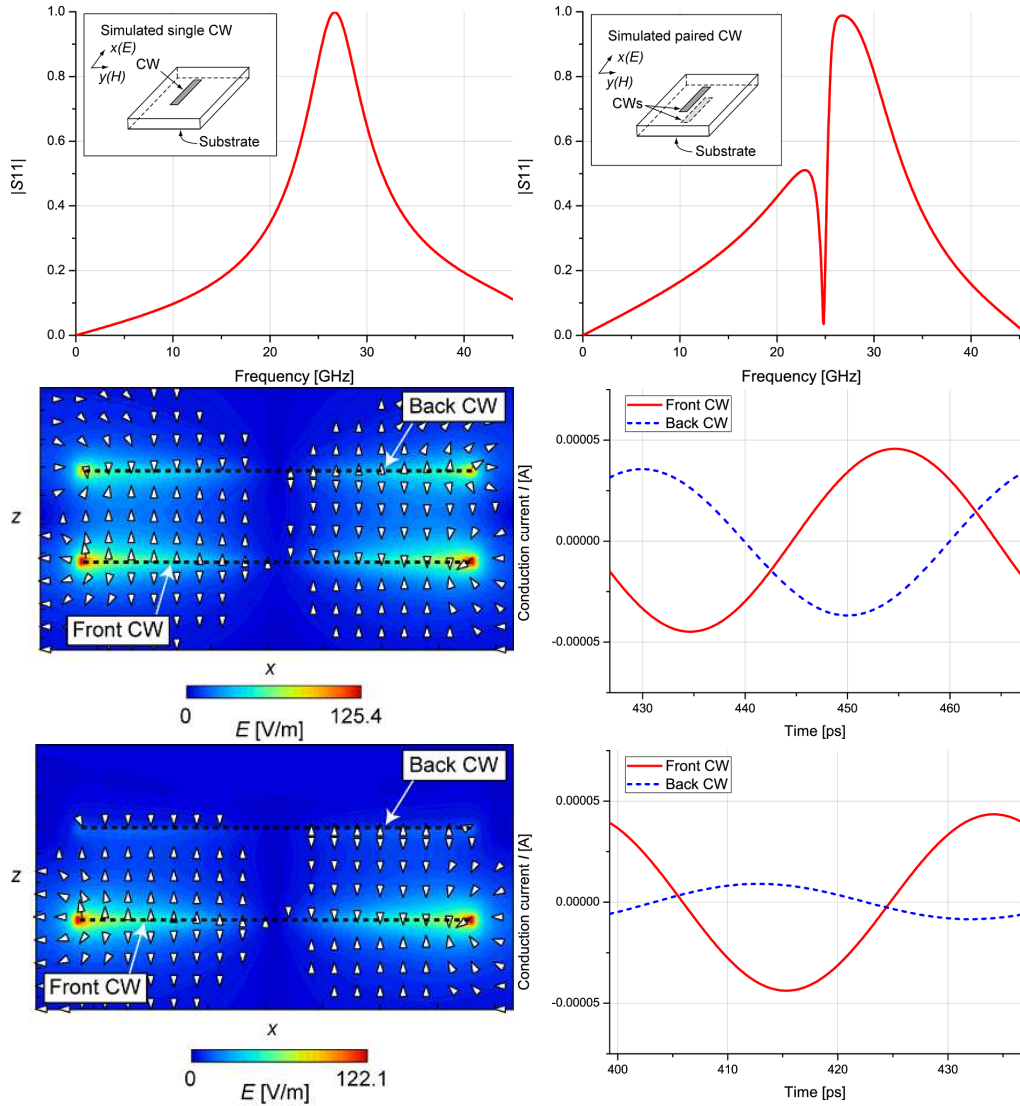 Simulated single CW
x(E)
CW
y(H)
Substrate
1.0
0.8
0.6
0.4
0.2
0.0
|S11|
0
10
20
30
40
Frequency [GHz]
Simulated paired CW
x(E)
y(H)
CWs
Substrate
1.0
0.8
0.6
0.4
0.2
0.0
|S11|
0
10
20
30
40
Frequency [GHz]
Back CW
Front CW
z
x
0
125.4
E [V/m]
Front CW
Back CW
0.00005
0.00000
-0.00005
Conduction current I [A]
430
440
450
460
Time [ps]
Back CW
Front CW
z
x
0
122.1
E [V/m]
Front CW
Back CW
0.00005
0.00000
-0.00005
Conduction current I [A]
400
410
420
430
Time [ps]